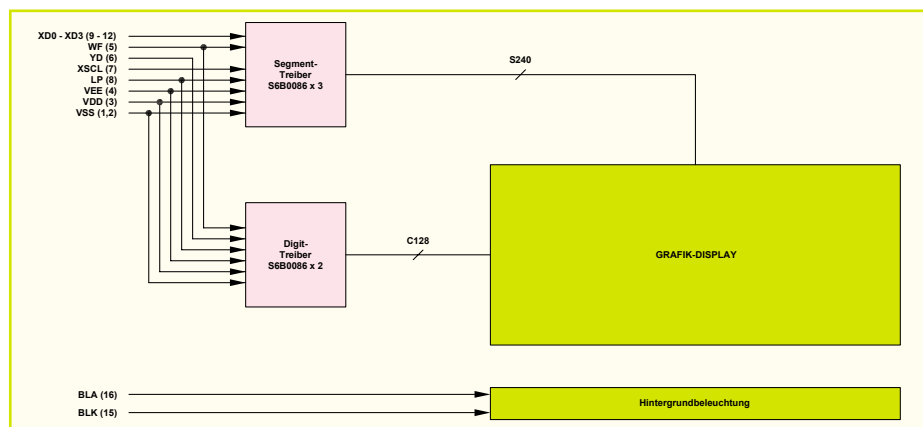 XD0 - XD3 (9 - 12)
WF (5)
YD (6)
XSCL (7)
LP (8)
VEE (4)
VDD (3)
VSS (1,2)
Segment-
Treiber
S6B0086 x 3
S240
Digit-
Treiber
S6B0086 x 2
C128
GRAFIK-DISPLAY
BLA (16)
BLK (15)
Hintergrundbeleuchtung